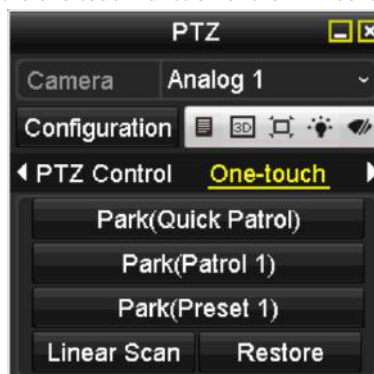 PTZ
Camera Analog 1
Configuration 3D
PTZ Control One-touch
Park(Quick Patrol)
Park(Patrol 1)
Park(Preset 1)
Linear Scan Restore